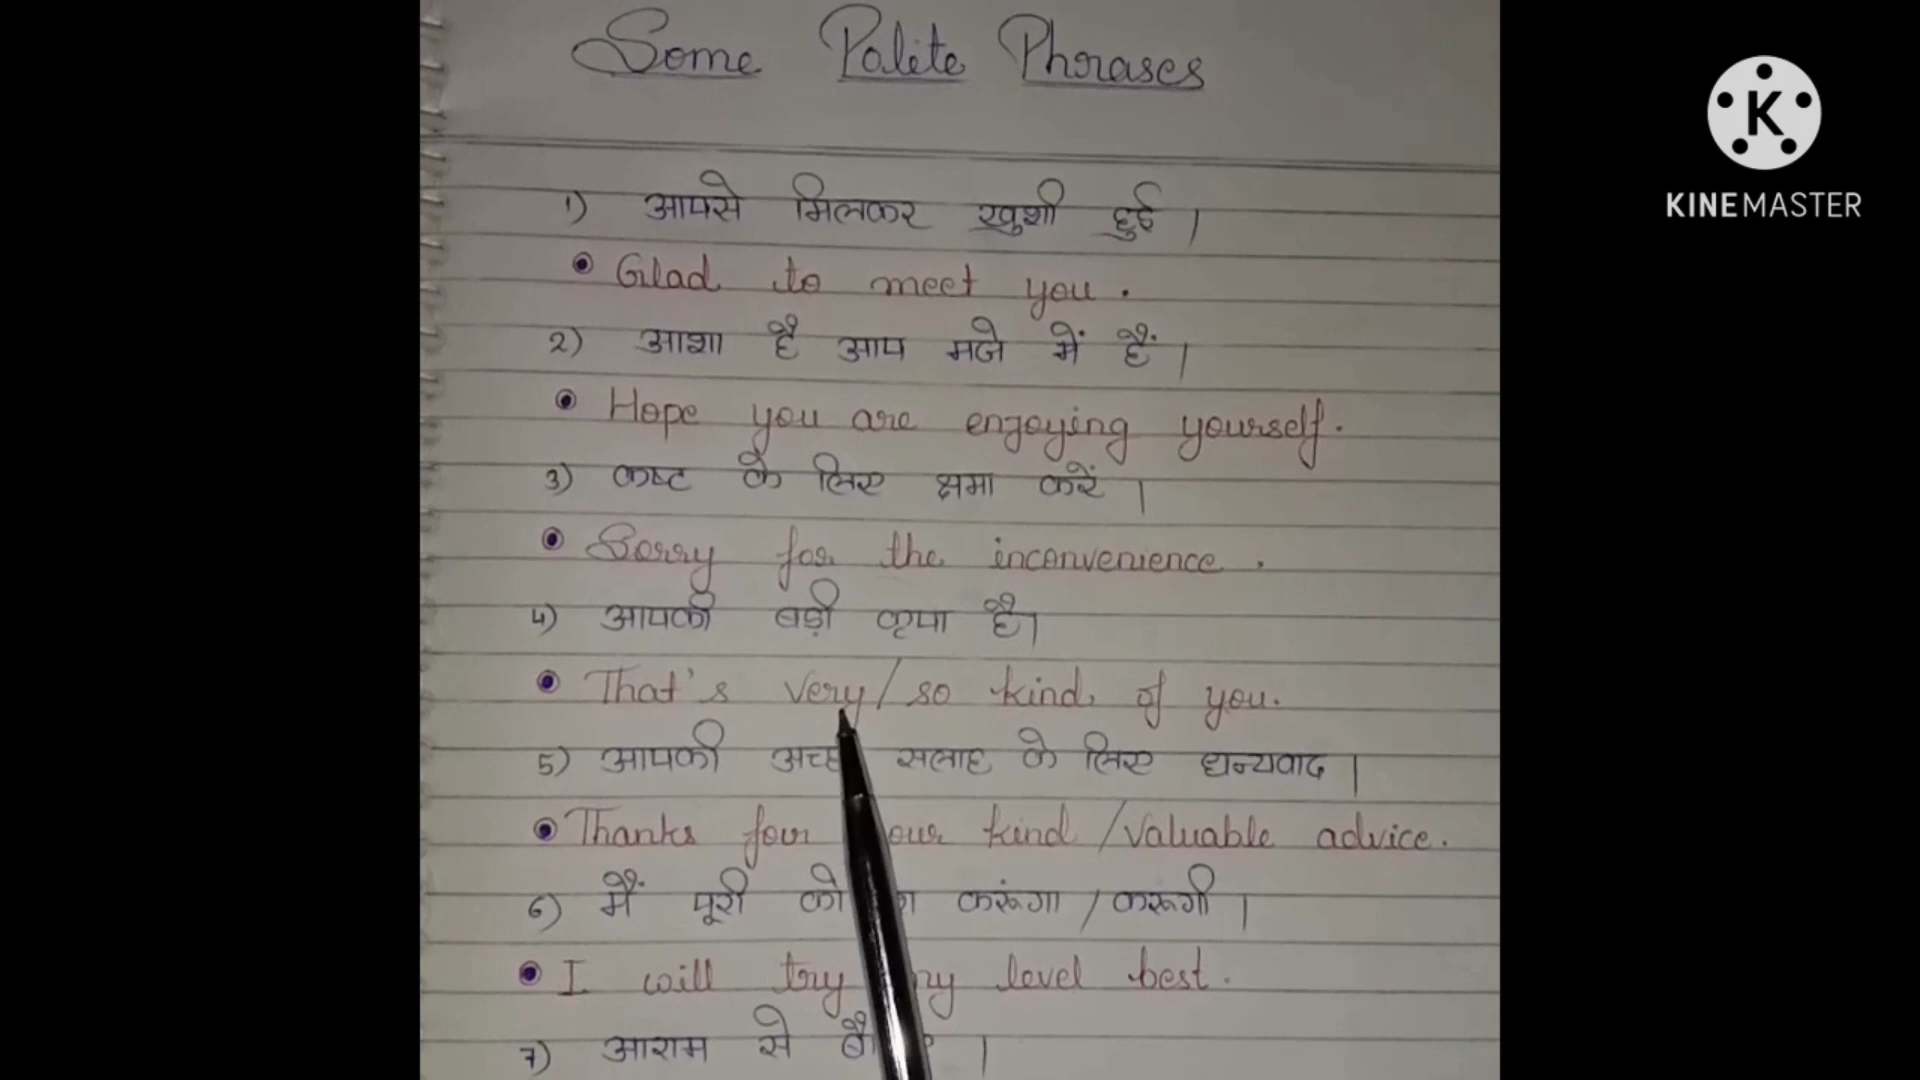 Some Polite Phrases
K
KINEMASTER
1) आपसे मिलकर खुशी हुई।
• Glad to meet you.
2) आशा है आप मजे में हैं।
• Hope you are enjoying yourself.
3) कष्ट के लिए क्षमा करें।
• Sorry for the inconvenience.
4) आपकी बड़ी कृपा है।
• That's very/so kind of you.
5) आपकी सलाह के लिए धन्यवाद।
• Thanks for kind/valuable advice.
6) मैं पूरी करूंगा/करूंगी।
• I will try level best.
7) आराम से ।